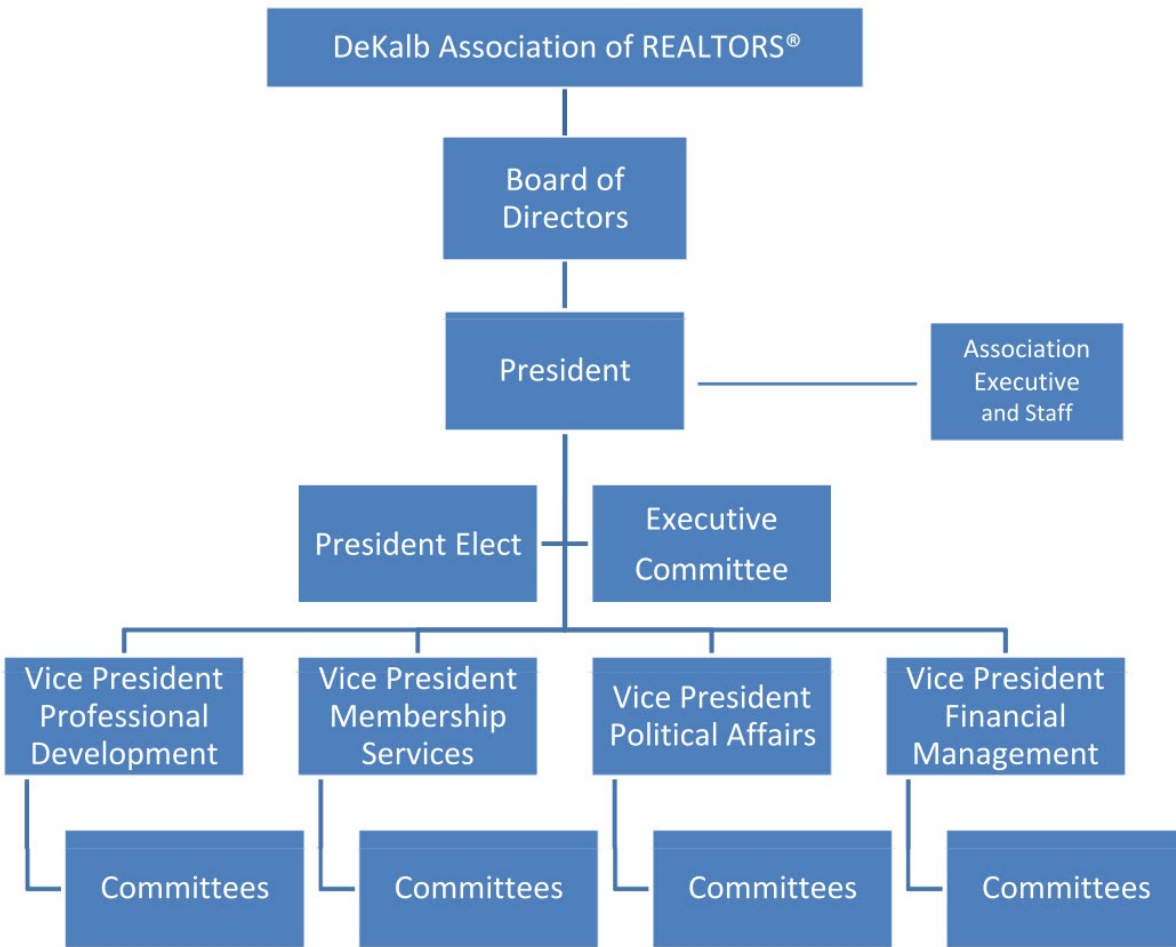 DeKalb Association of REALTORS®
Board of
Directors
President
Association
Executive
and Staff
President Elect
Executive
Committee
Vice President
Professional
Development
Vice President
Membership
Services
Vice President
Political Affairs
Vice President
Financial
Management
Committees
Committees
Committees
Committees